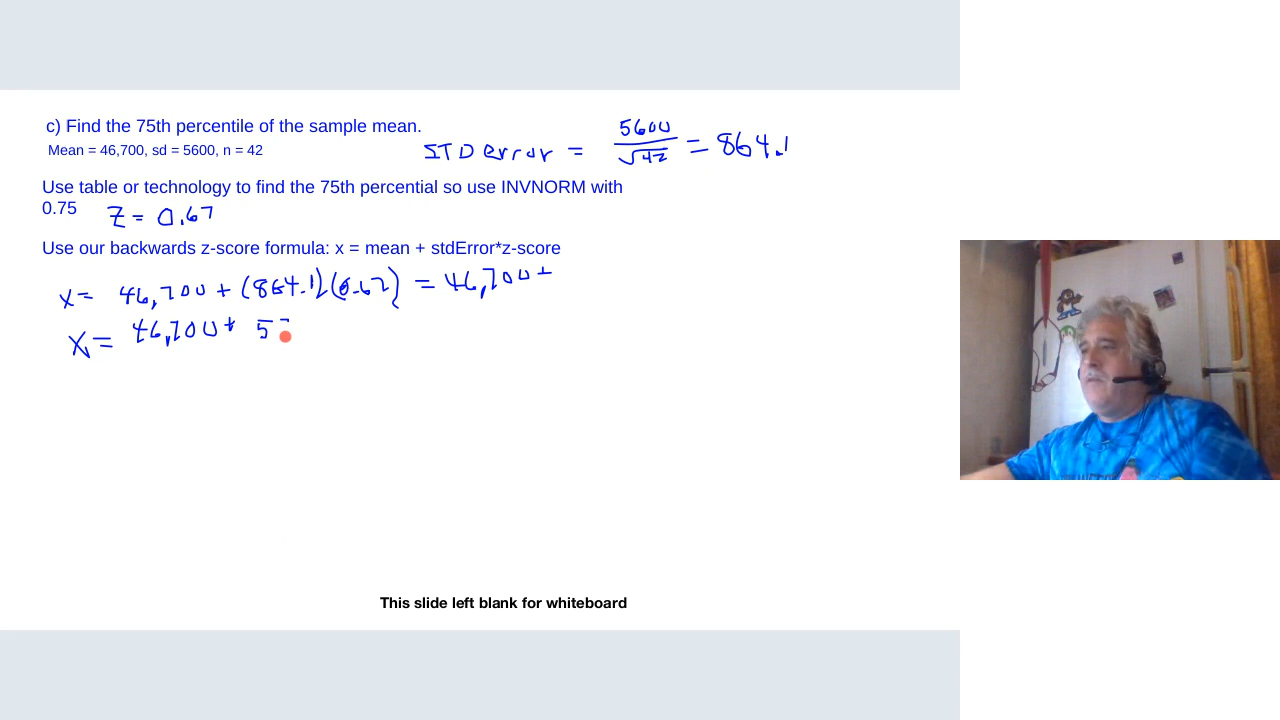 c) Find the 75th percentile of the sample mean.
Mean = 46,700, sd = 5600, n = 42
STD error = 5600 / √42 = 864.1
Use table or technology to find the 75th percential so use INVNORM with
0.75 Z = 0.67
Use our backwards z-score formula: x = mean + stdError*z-score
x = 46,700 + (864.1)(0.67) = 46,700 +
x = 46,700 + 5
This slide left blank for whiteboard